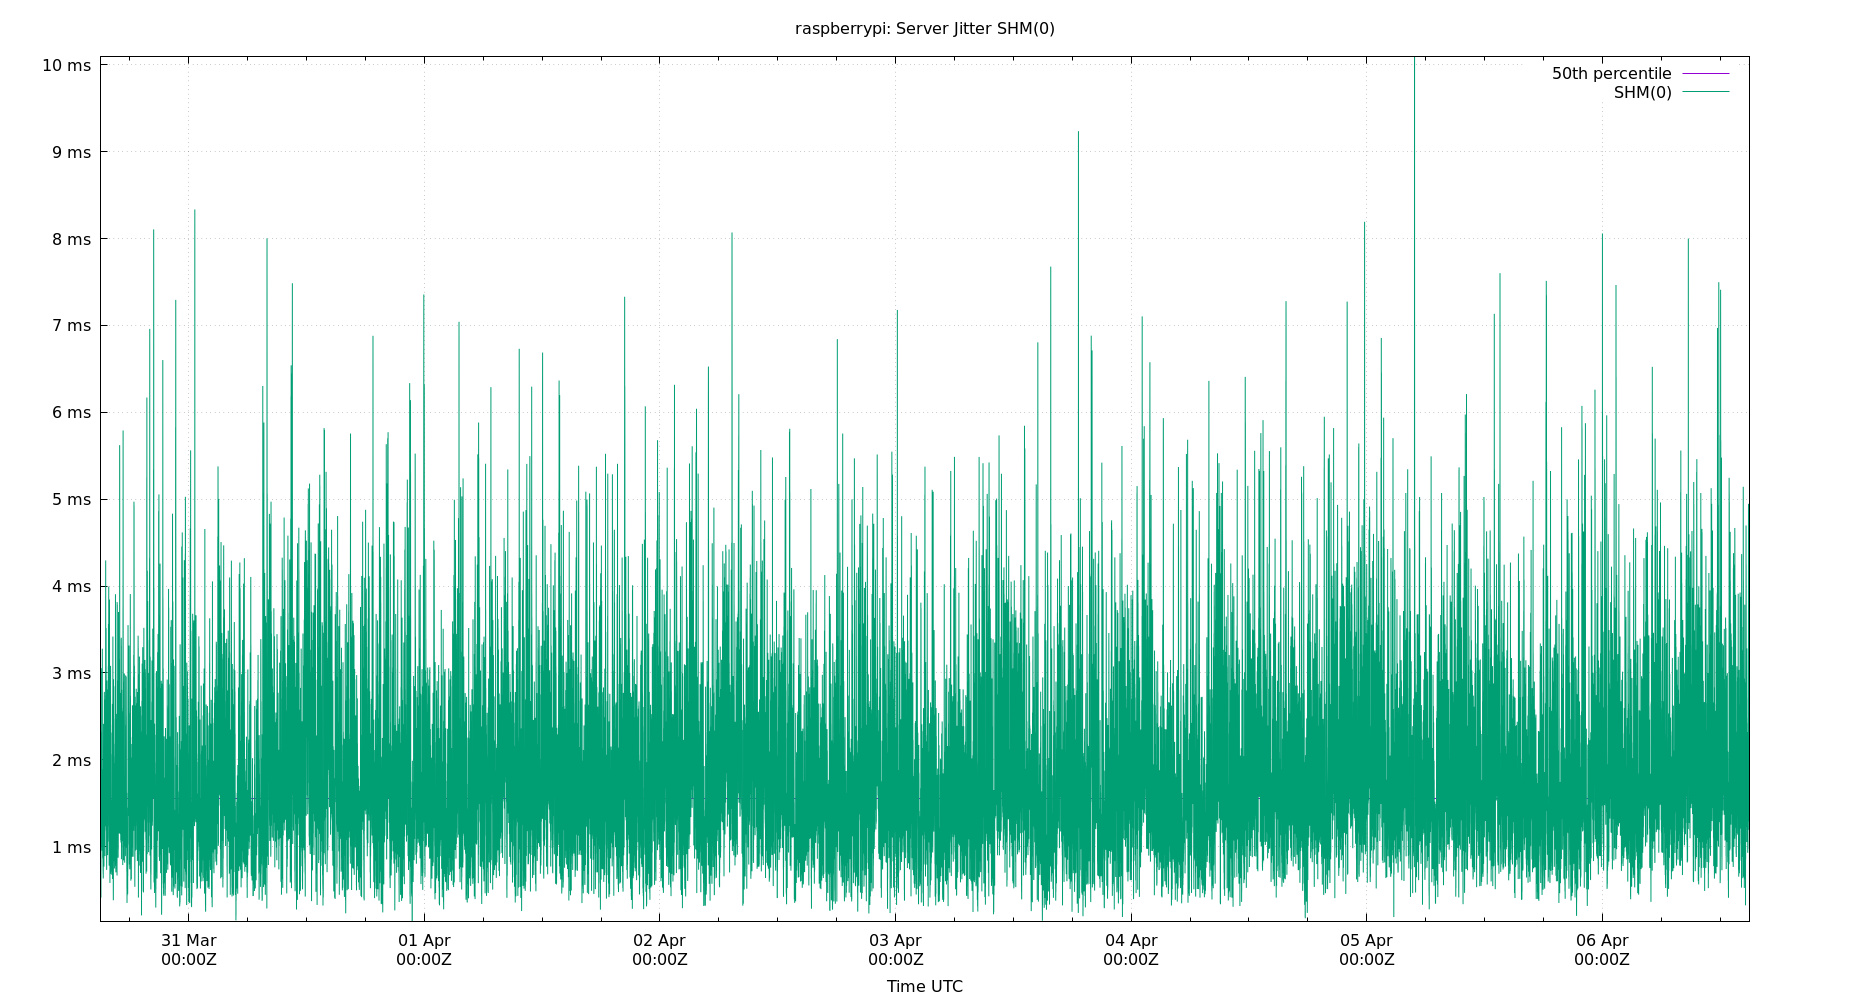 raspberrypi: Server Jitter SHM(0)
10 ms
50th percentile
SHM(0)
9 ms
8 ms
7 ms
6 ms
5 ms
4 ms
3 ms
2 ms
1 ms
31 Mar 01 Apr 02 Apr 03 Apr 04 Apr 05 Apr 06 Apr
00:00Z 00:00Z 00:00Z 00:00Z 00:00Z 00:00Z 00:00Z
Time UTC